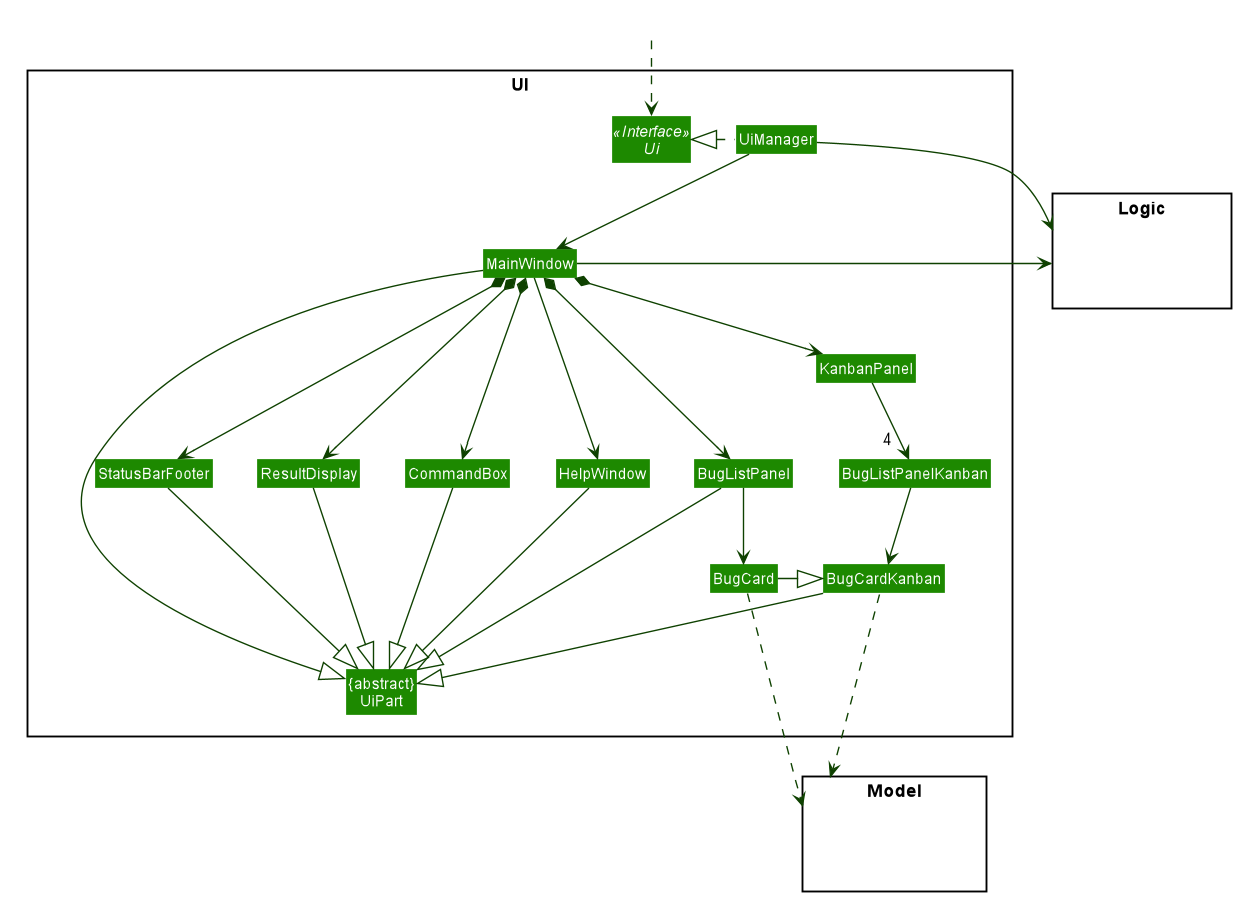 UI
«Interface»
Ui
UiManager
Logic
MainWindow
KanbanPanel
4
StatusBarFooter
ResultDisplay
CommandBox
HelpWindow
BugListPanel
BugListPanelKanban
BugCard
BugCardKanban
{abstract}
UiPart
Model